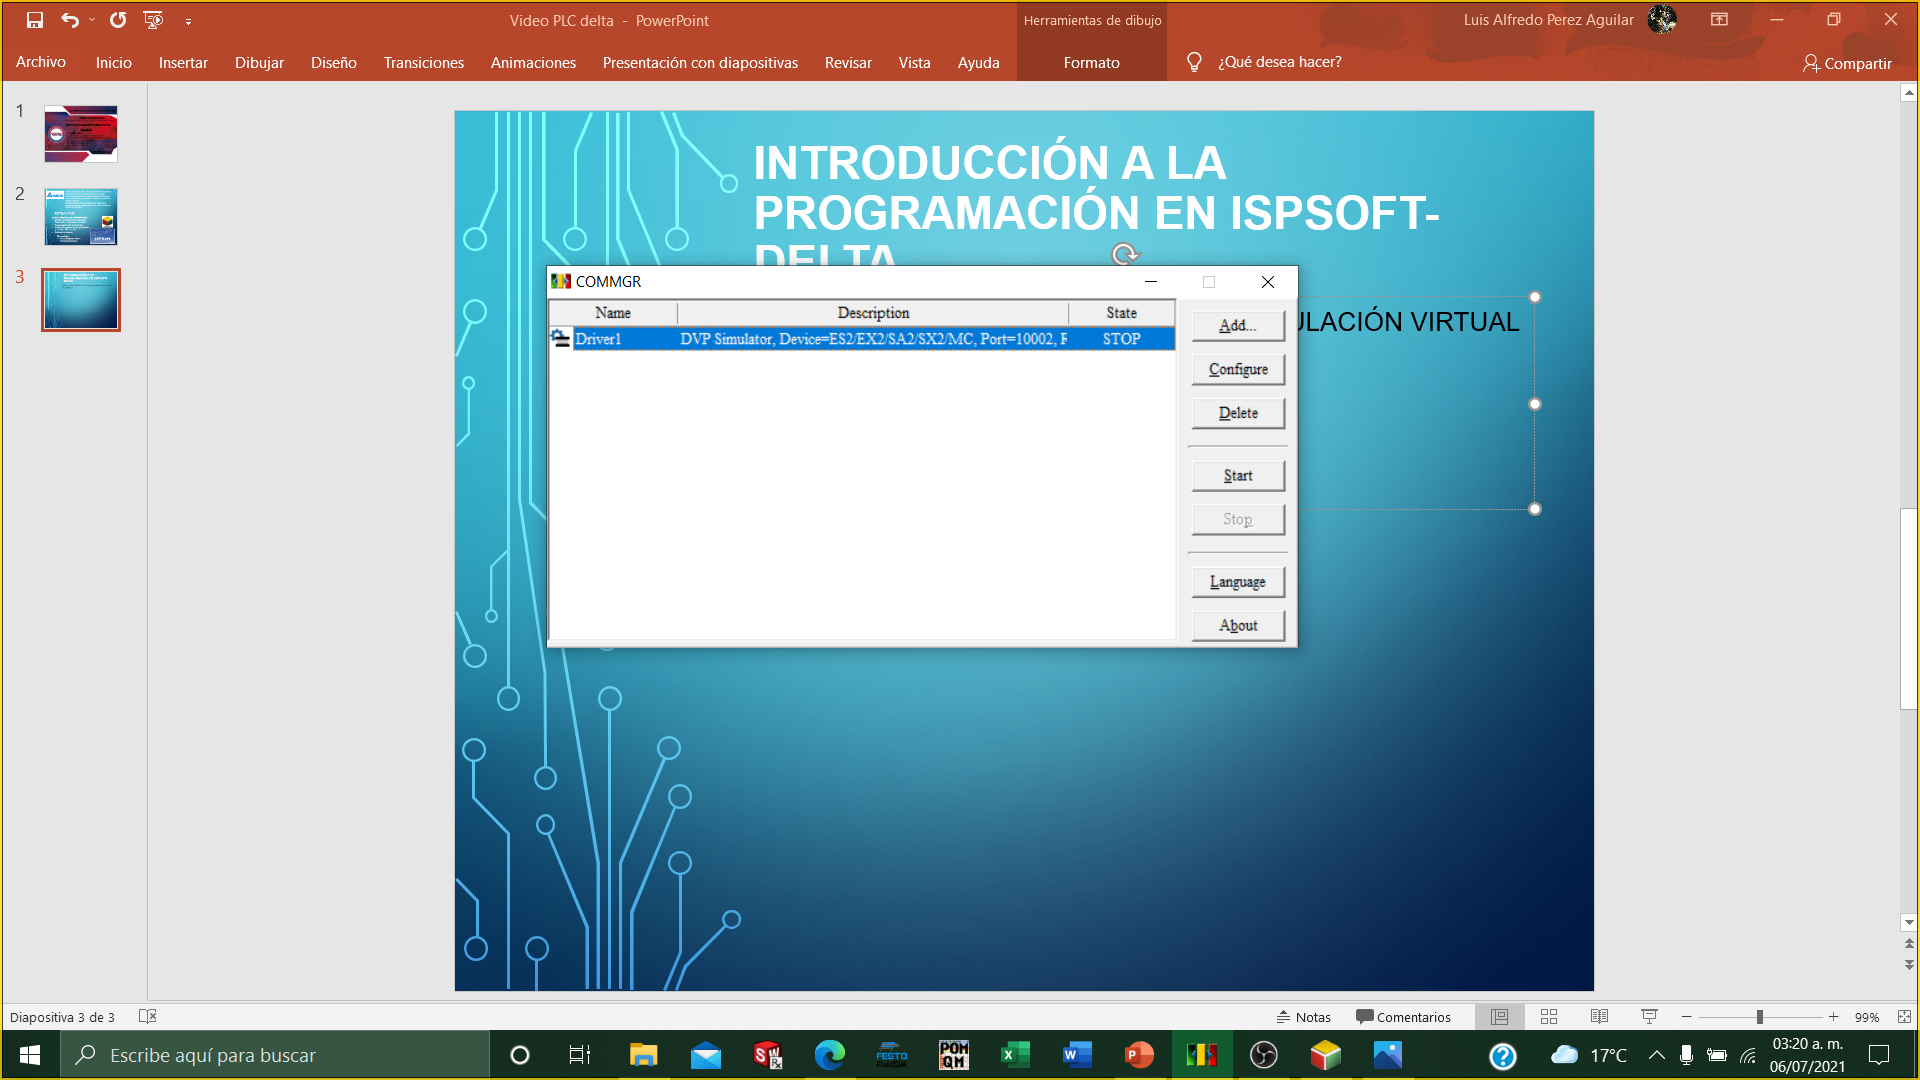 Video PLC delta - PowerPoint
Herramientas de dibujo
Luis Alfredo Perez Aguilar
Archivo
Inicio
Insertar
Dibujar
Diseño
Transiciones
Animaciones
Presentación con diapositivas
Revisar
Vista
Ayuda
Formato
¿Qué desea hacer?
Compartir
1
2
3
INTRODUCCIÓN A LA
PROGRAMACIÓN EN ISPSOFT-
DELTA
ULACIÓN VIRTUAL
COMMGR
Name
Description
State
Driver1
DVP Simulator, Device=ES2/EX2/SA2/SX2/MC, Port=10002, F
STOP
Add...
Configure
Delete
Start
Stop
Language
About
Diapositiva 3 de 3
Notas
Comentarios
99%
Escribe aquí para buscar
FESTO
17°C
03:20 a. m.
06/07/2021